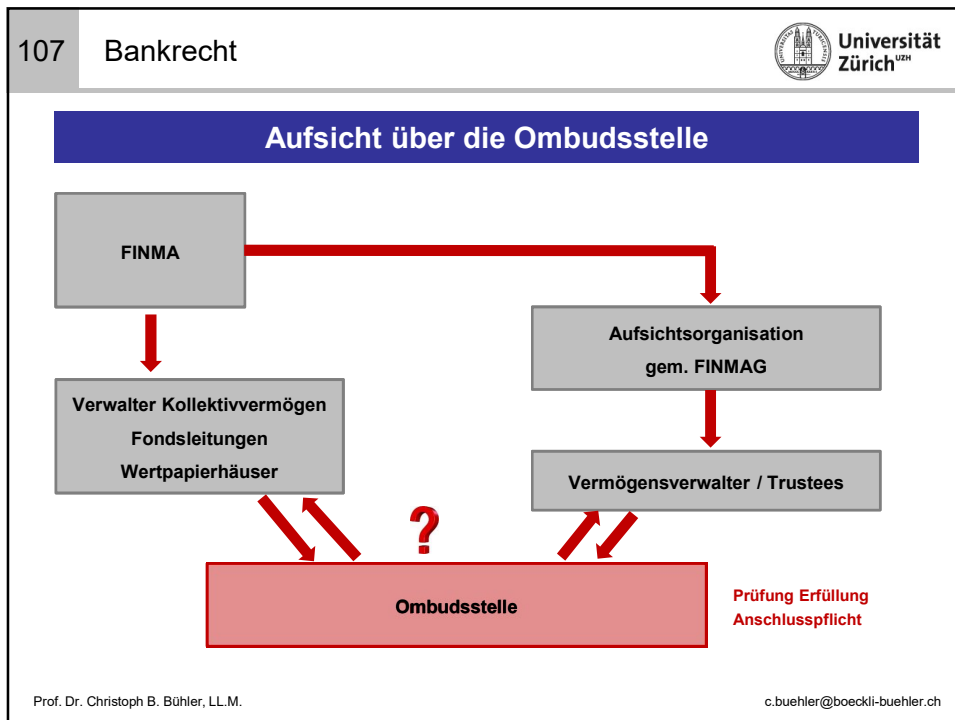 107 Bankrecht
Universität
Zürich UZH
Aufsicht über die Ombudsstelle
FINMA
Aufsichtsorganisation
gem. FINMAG
Verwalter Kollektivvermögen
Fondsleitungen
Wertpapierhäuser
Vermögensverwalter / Trustees
?
Ombudsstelle
Prüfung Erfüllung
Anschlusspflicht
Prof. Dr. Christoph B. Bühler, LL.M. c.buehler@boeckli-buehler.ch